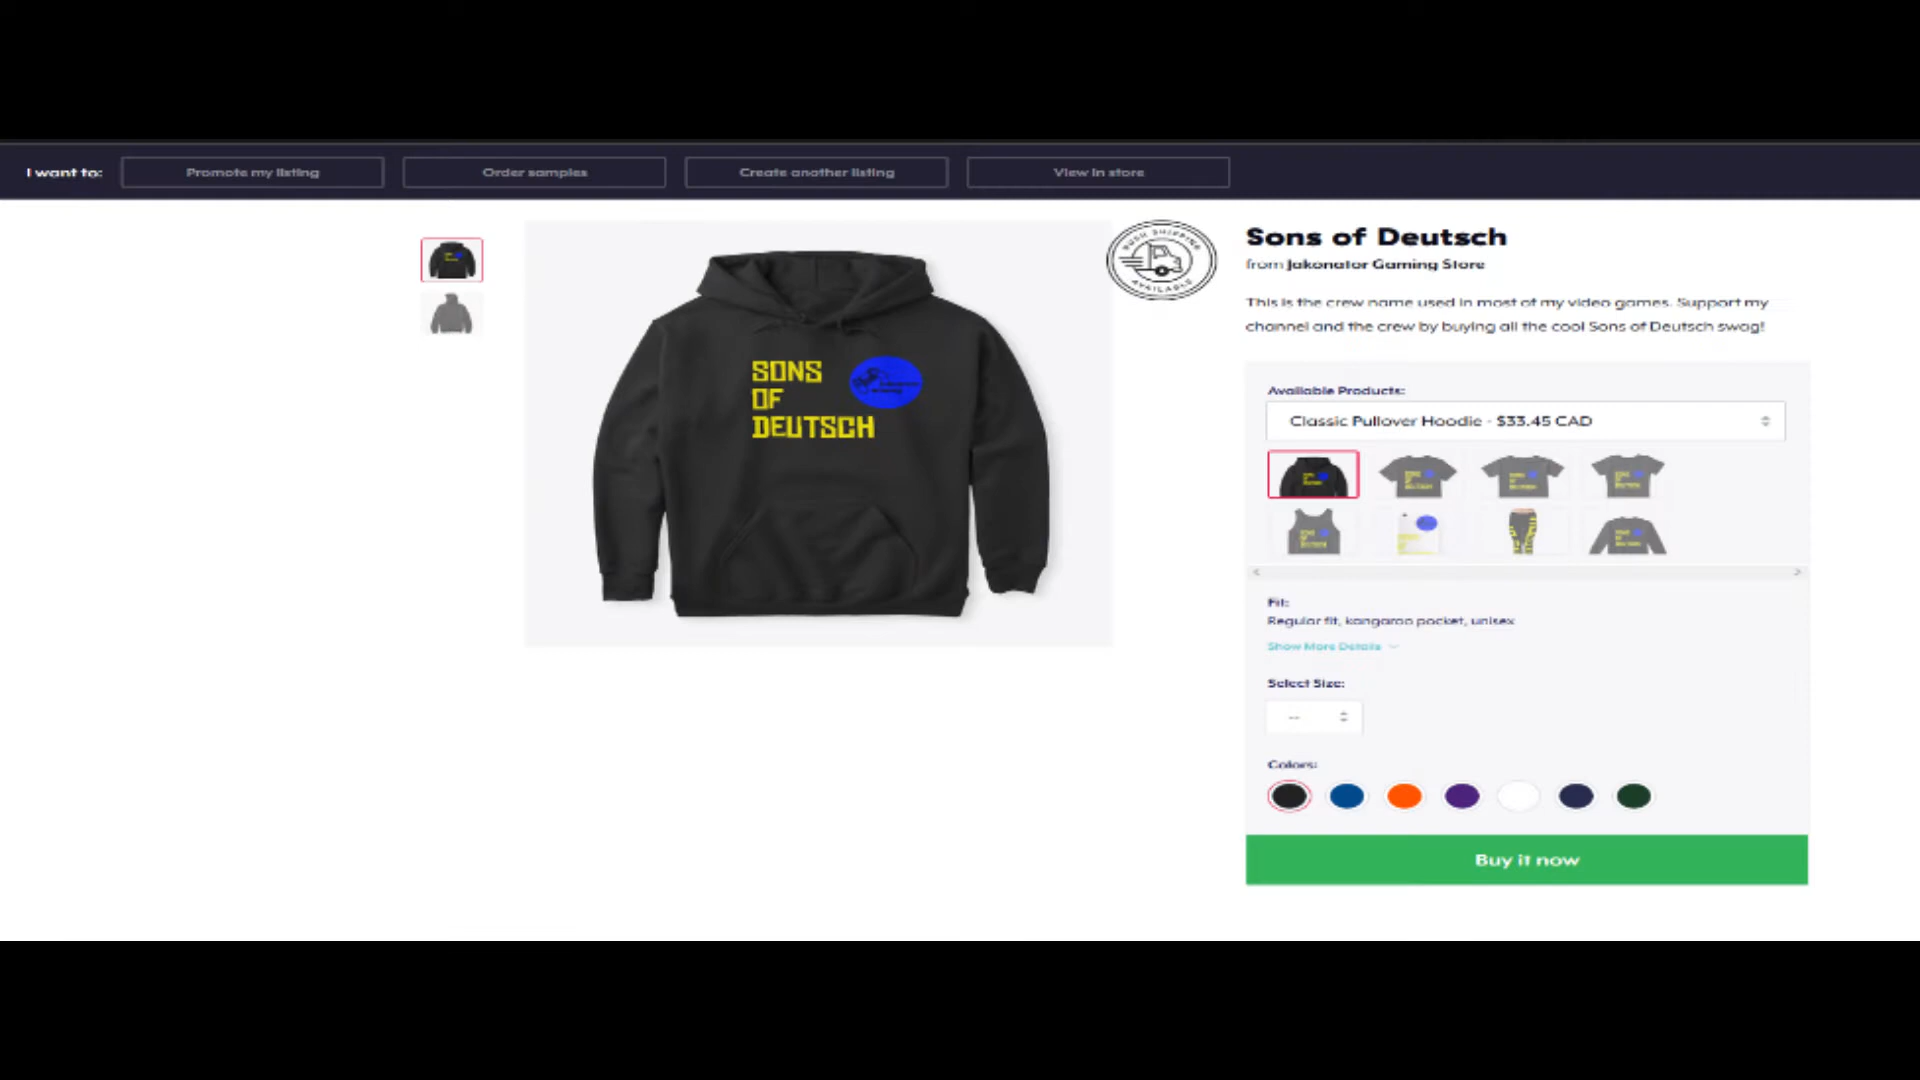 I want to:
Promote my listing
Order samples
Create another listing
View in store
RUSH SHIPPING
AVAILABLE
Sons of Deutsch
from Jakonator Gaming Store
This is the crew name used in most of my video games. Support my
channel and the crew by buying all the cool Sons of Deutsch swag!
SONS
OF
DEUTSCH
Available Products:
Classic Pullover Hoodie - $33.45 CAD
Fit:
Regular fit, kangaroo pocket, unisex
Show More Details
Select Size:
--
Colors:
Buy it now